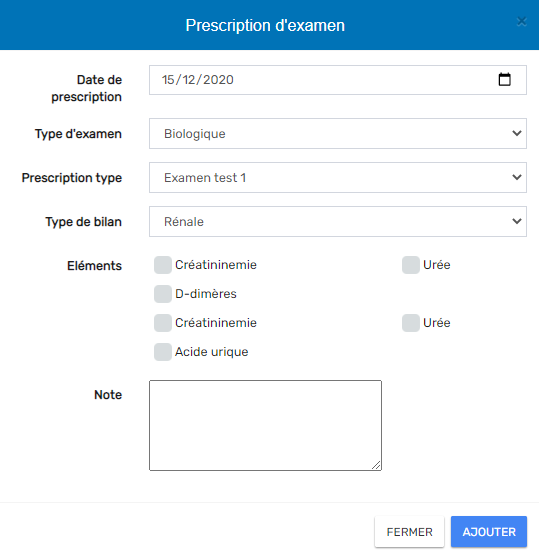 Prescription d'examen ×
Date de prescription 15/12/2020
Type d'examen Biologique
Prescription type Examen test 1
Type de bilan Rénale
Eléments Créatininemie Urée
D-dimères
Créatininemie Urée
Acide urique
Note
FERMER AJOUTER